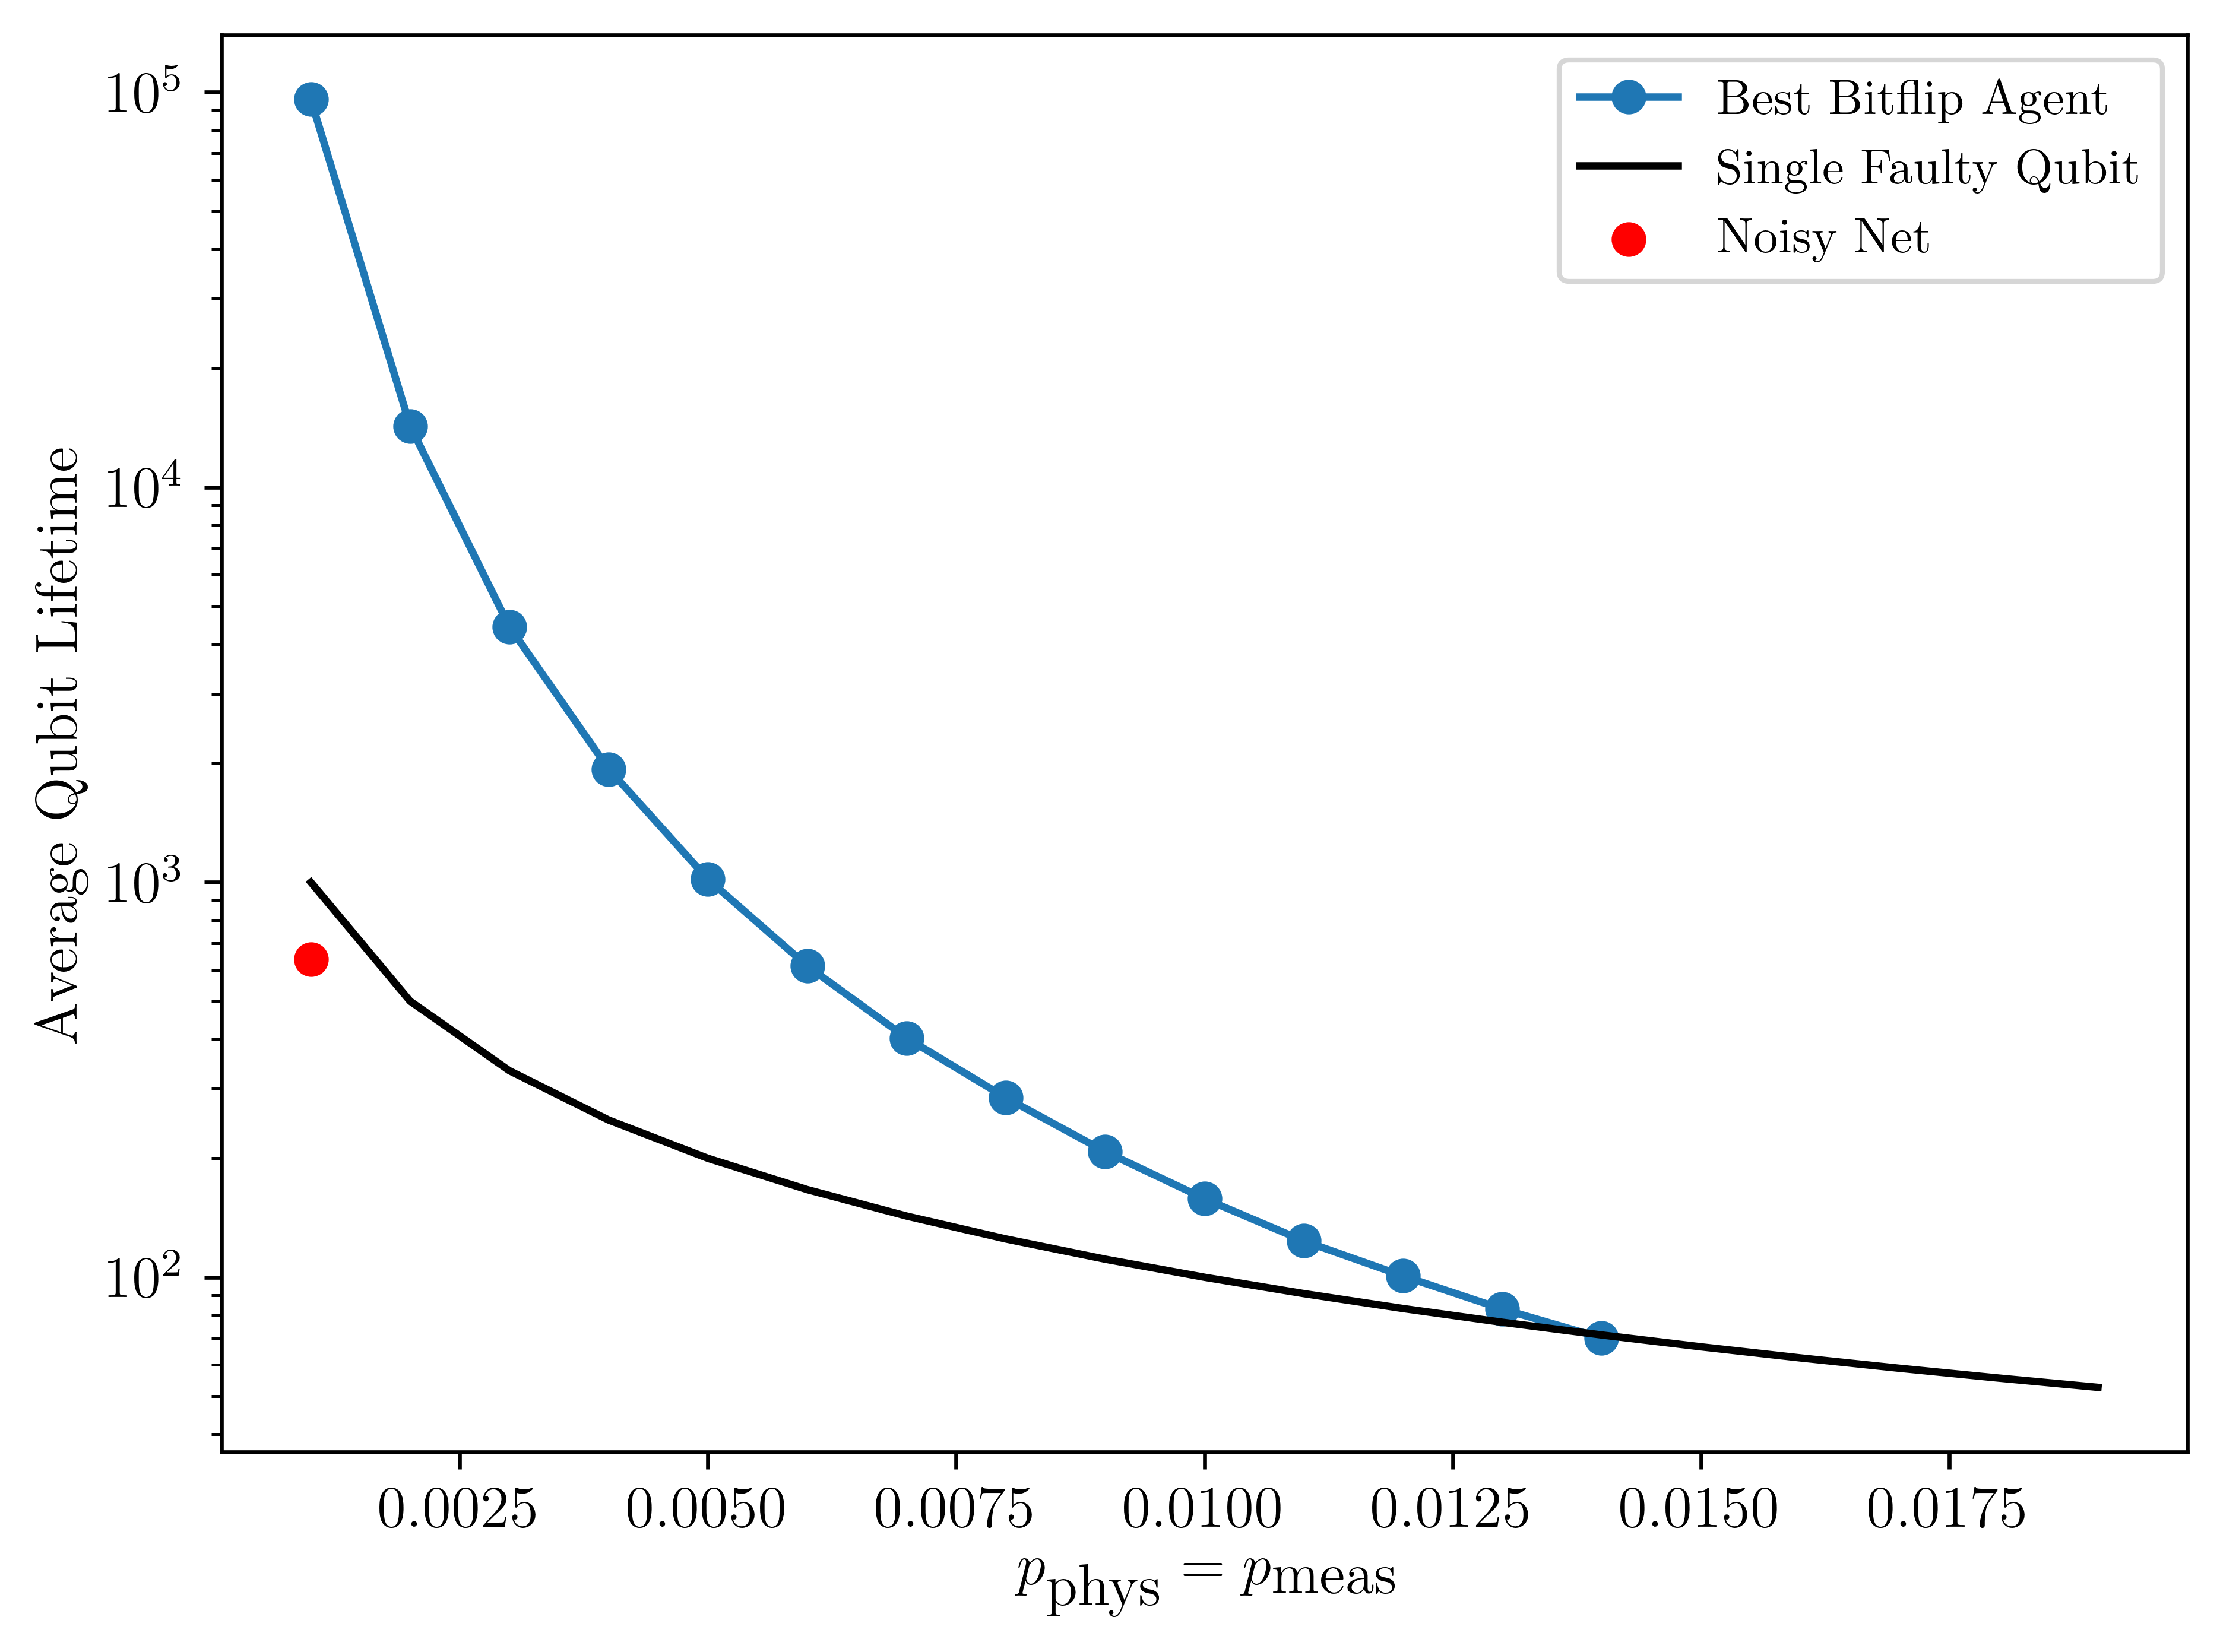 Best Bitflip Agent
Single Faulty Qubit
Noisy Net
Average Qubit Lifetime
10^5
10^4
10^3
10^2
0.0025 0.0050 0.0075 0.0100 0.0125 0.0150 0.0175
p_phys = p_meas